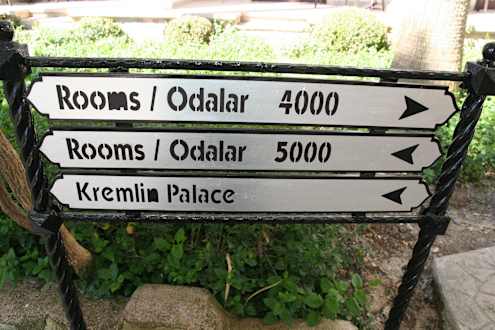 Rooms / Odalar 4000
Rooms / Odalar 5000
Kremlin Palace